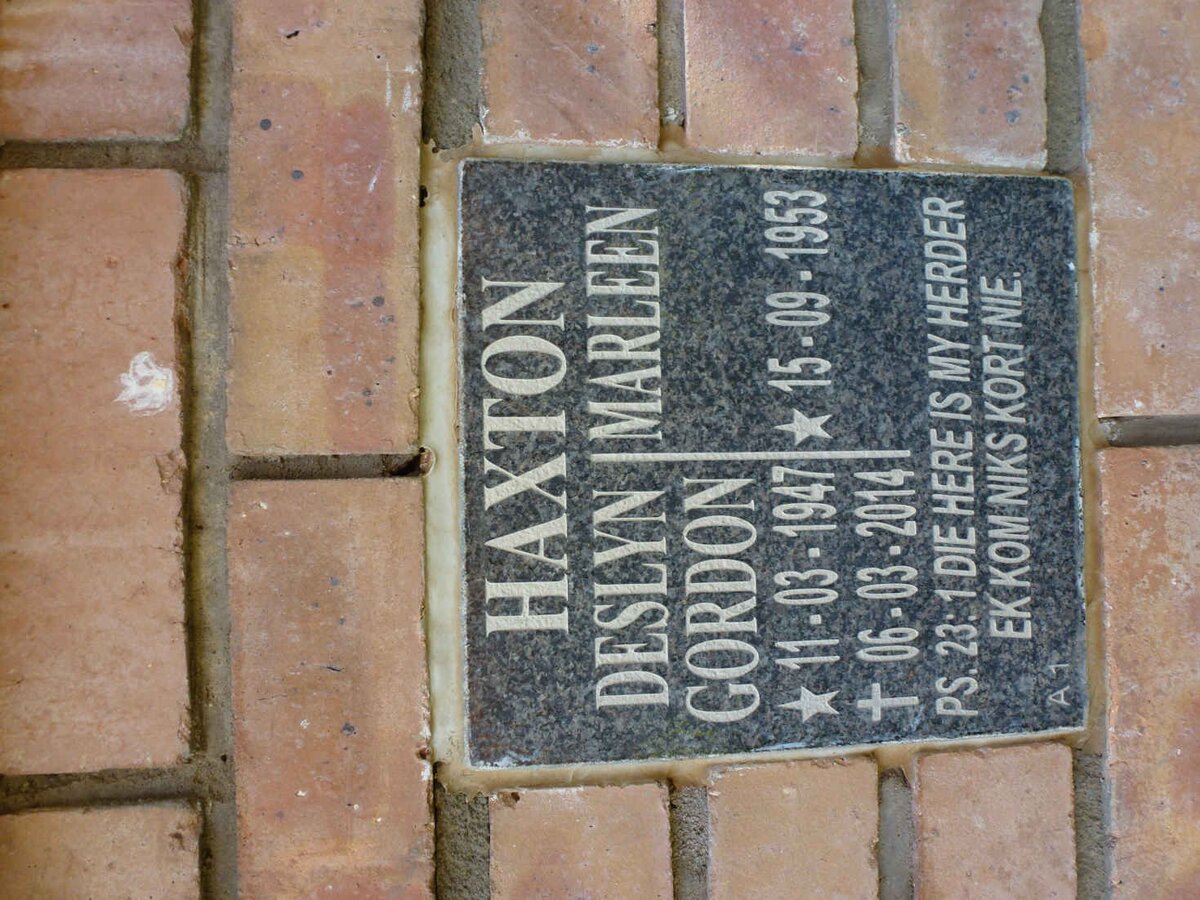 HAXTON
DESLYN MARLEEN
GORDON
★ 11-03-1947 ★ 15-09-1953
✝ 06-03-2014
PS. 23:1 DIE HERE IS MY HERDER
EK KOM NIKS KORT NIE.
A 1